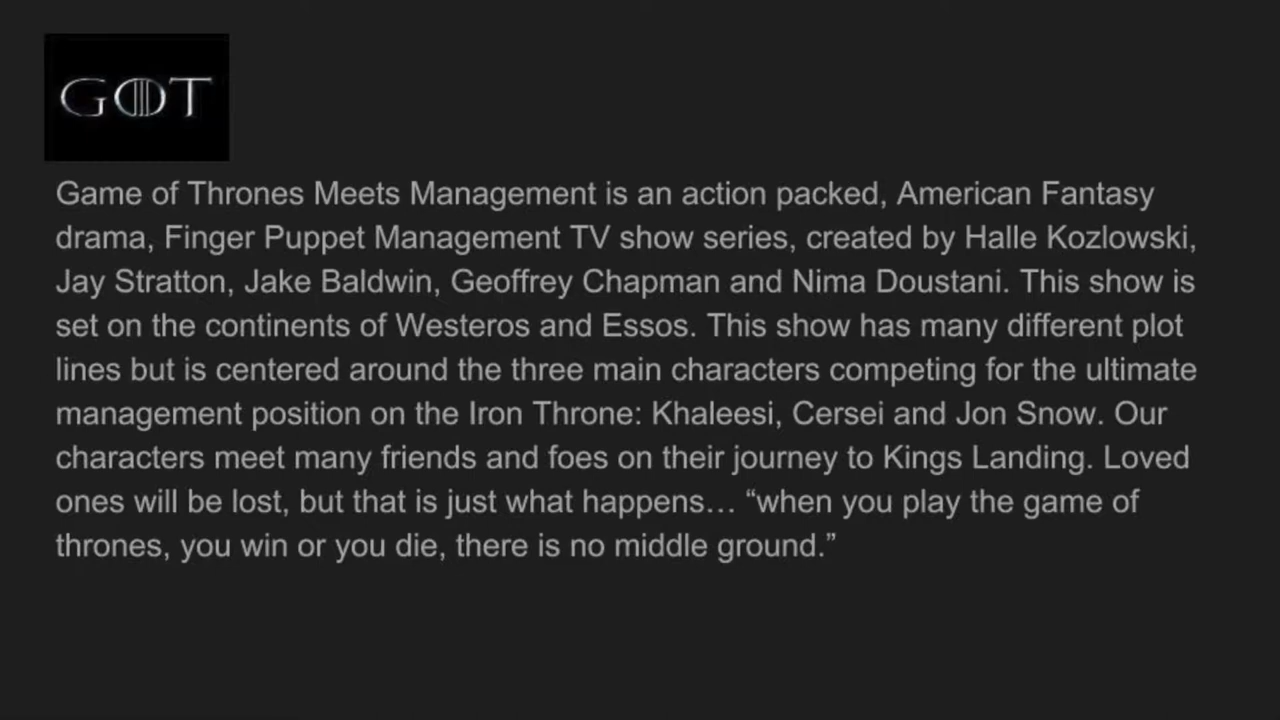 GOT
Game of Thrones Meets Management is an action packed, American Fantasy
drama, Finger Puppet Management TV show series, created by Halle Kozlowski,
Jay Stratton, Jake Baldwin, Geoffrey Chapman and Nima Doustani. This show is
set on the continents of Westeros and Essos. This show has many different plot
lines but is centered around the three main characters competing for the ultimate
management position on the Iron Throne: Khaleesi, Cersei and Jon Snow. Our
characters meet many friends and foes on their journey to Kings Landing. Loved
ones will be lost, but that is just what happens… “when you play the game of
thrones, you win or you die, there is no middle ground.”